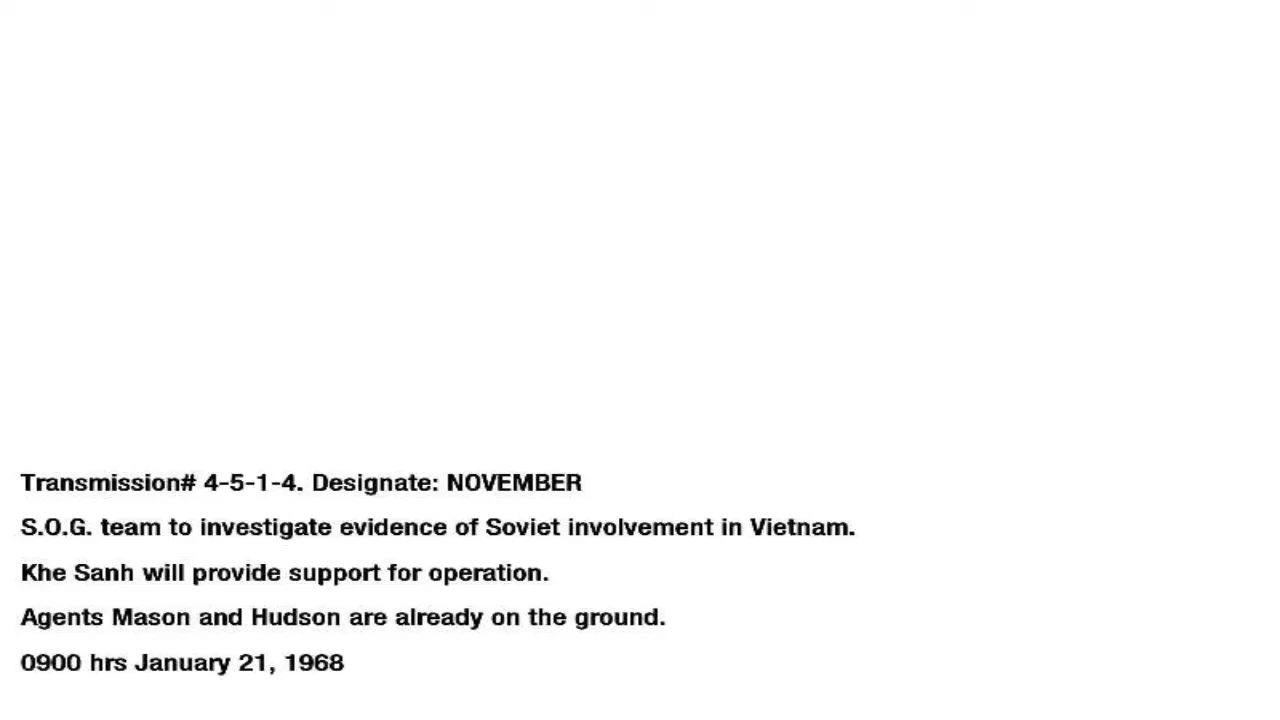 Transmission# 4-5-1-4. Designate: NOVEMBER
S.O.G. team to investigate evidence of Soviet involvement in Vietnam.
Khe Sanh will provide support for operation.
Agents Mason and Hudson are already on the ground.
0900 hrs January 21, 1968